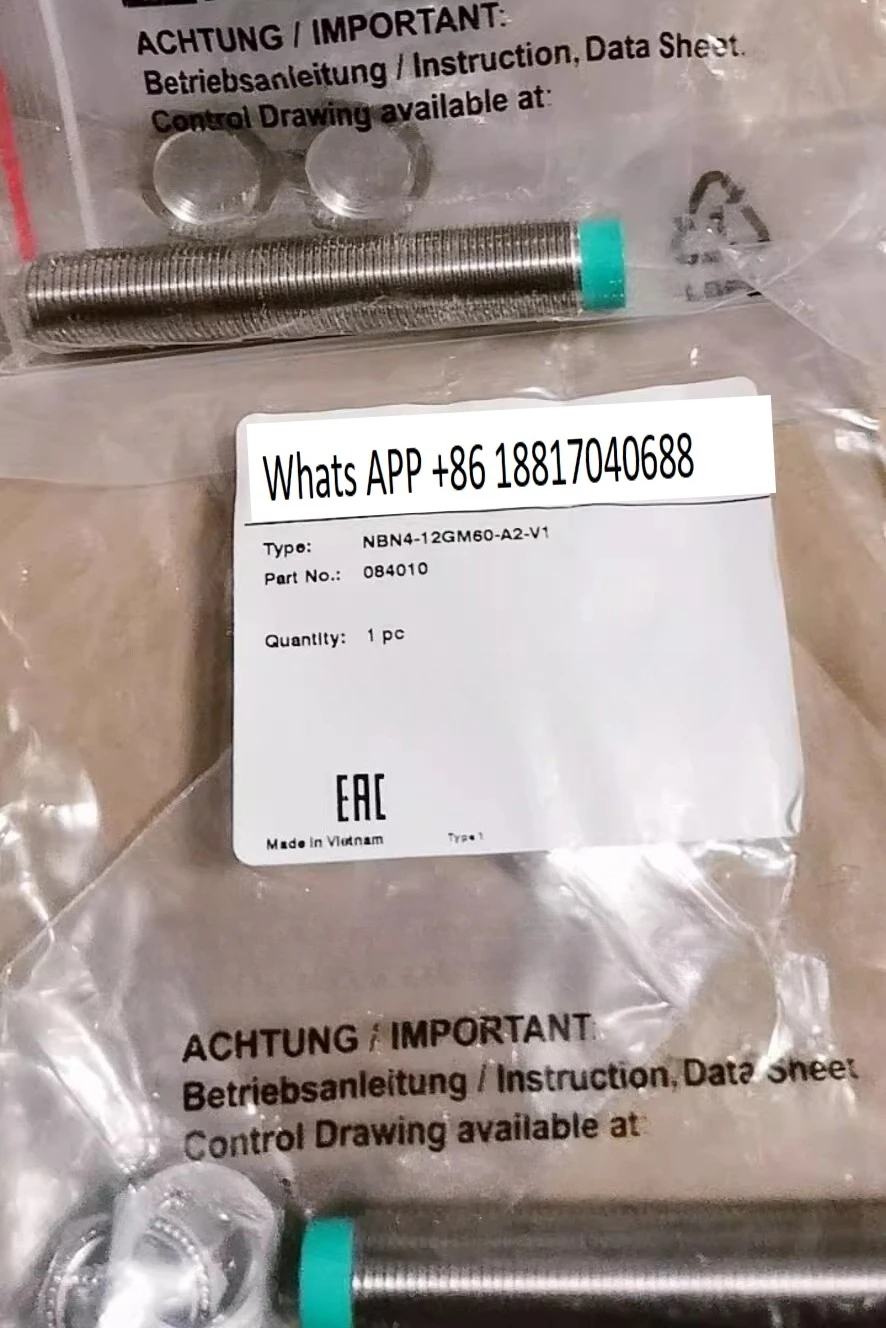 ACHTUNG / IMPORTANT:
Betriebsanleitung / Instruction, Data Sheet.
Control Drawing available at:
Whats APP +86 18817040688
Type: NBN4-12GM60-A2-V1
Part No.: 084010
Quantity: 1 pc
EAC
Made in Vietnam Type 1
ACHTUNG / IMPORTANT:
Betriebsanleitung / Instruction, Data Sheet
Control Drawing available at: